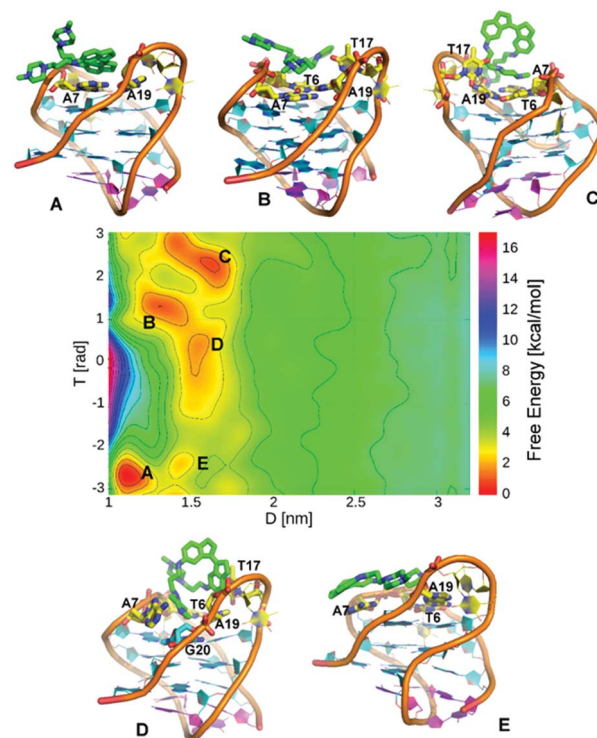 T17
T6
T17
A7
A7
A19
A7
T6
A19
A19
T6
A
B
C
3
2
1
0
-1
-2
-3
T [rad]
C
B
D
A
E
1
1.5
2
2.5
3
D [nm]
16
14
12
10
8
6
4
2
0
Free Energy [kcal/mol]
T17
A7
T6
A19
G20
A19
A7
T6
D
E